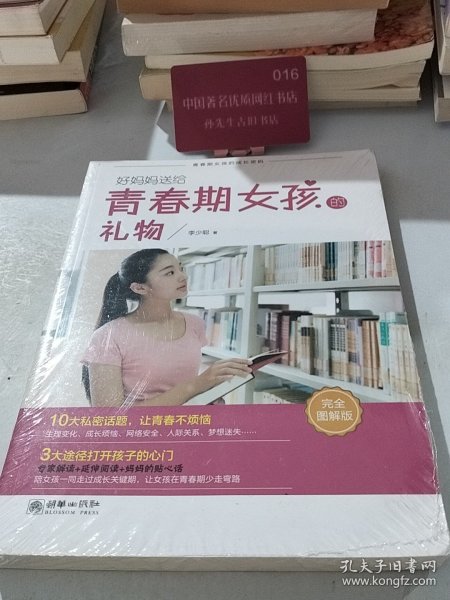 016
中国著名优质网红书店
孙先生古旧书店
青春期女孩的成长密码
好妈妈送给
青春期女孩的
礼物
李少聪 著
完全
图解版
10大私密话题，让青春不烦恼
生理变化、成长烦恼、网络安全、人际关系、梦想迷失……
3大途径打开孩子的心门
专家解读+延伸阅读+妈妈的贴心话
陪女孩一同走过成长关键期，让女孩在青春期少走弯路
朝华出版社
BLOSSOM PRESS
孔夫子旧书网
www.kongfz.com